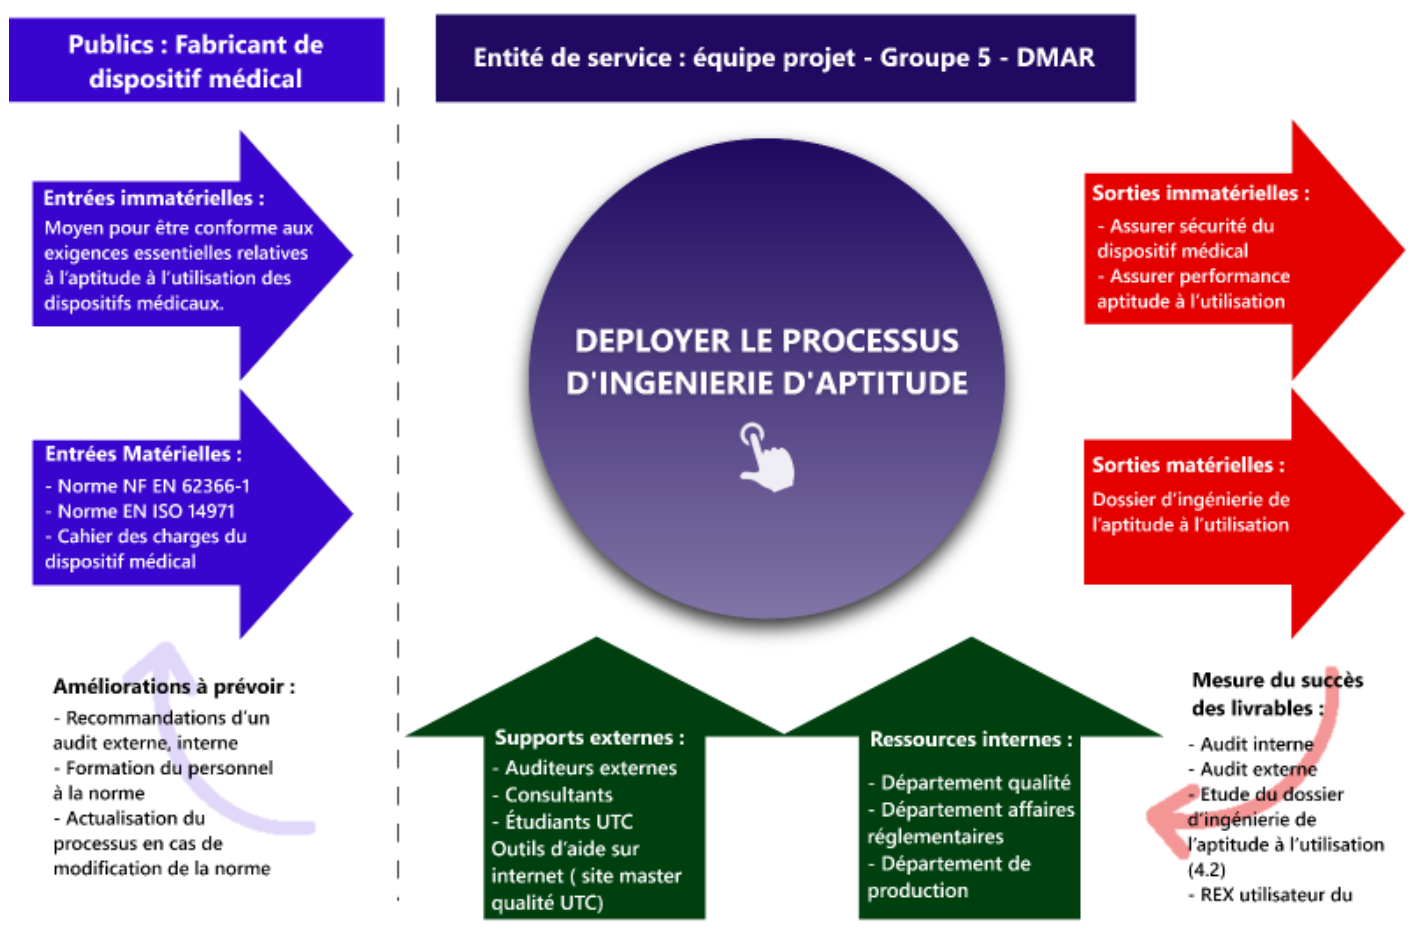 Publics : Fabricant de
dispositif médical
Entité de service : équipe projet - Groupe 5 - DMAR
Entrées immatérielles :
Moyen pour être conforme aux
exigences essentielles relatives
à l'aptitude à l'utilisation des
dispositifs médicaux.
Entrées Matérielles :
- Norme NF EN 62366-1
- Norme EN ISO 14971
- Cahier des charges du
dispositif médical
DEPLOYER LE PROCESSUS
D'INGENIERIE D'APTITUDE
Sorties immatérielles :
- Assurer sécurité du
dispositif médical
- Assurer performance
aptitude à l'utilisation
Sorties matérielles :
Dossier d'ingénierie de
l'aptitude à l'utilisation
Améliorations à prévoir :
- Recommandations d'un
audit externe, interne
- Formation du personnel
à la norme
- Actualisation du
processus en cas de
modification de la norme
Supports externes :
- Auditeurs externes
- Consultants
- Étudiants UTC
Outils d'aide sur
internet ( site master
qualité UTC)
Ressources internes :
- Département qualité
- Département affaires
réglementaires
- Département de
production
Mesure du succès
des livrables :
- Audit interne
- Audit externe
- Etude du dossier
d'ingénierie de
l'aptitude à l'utilisation
(4.2)
- REX utilisateur du